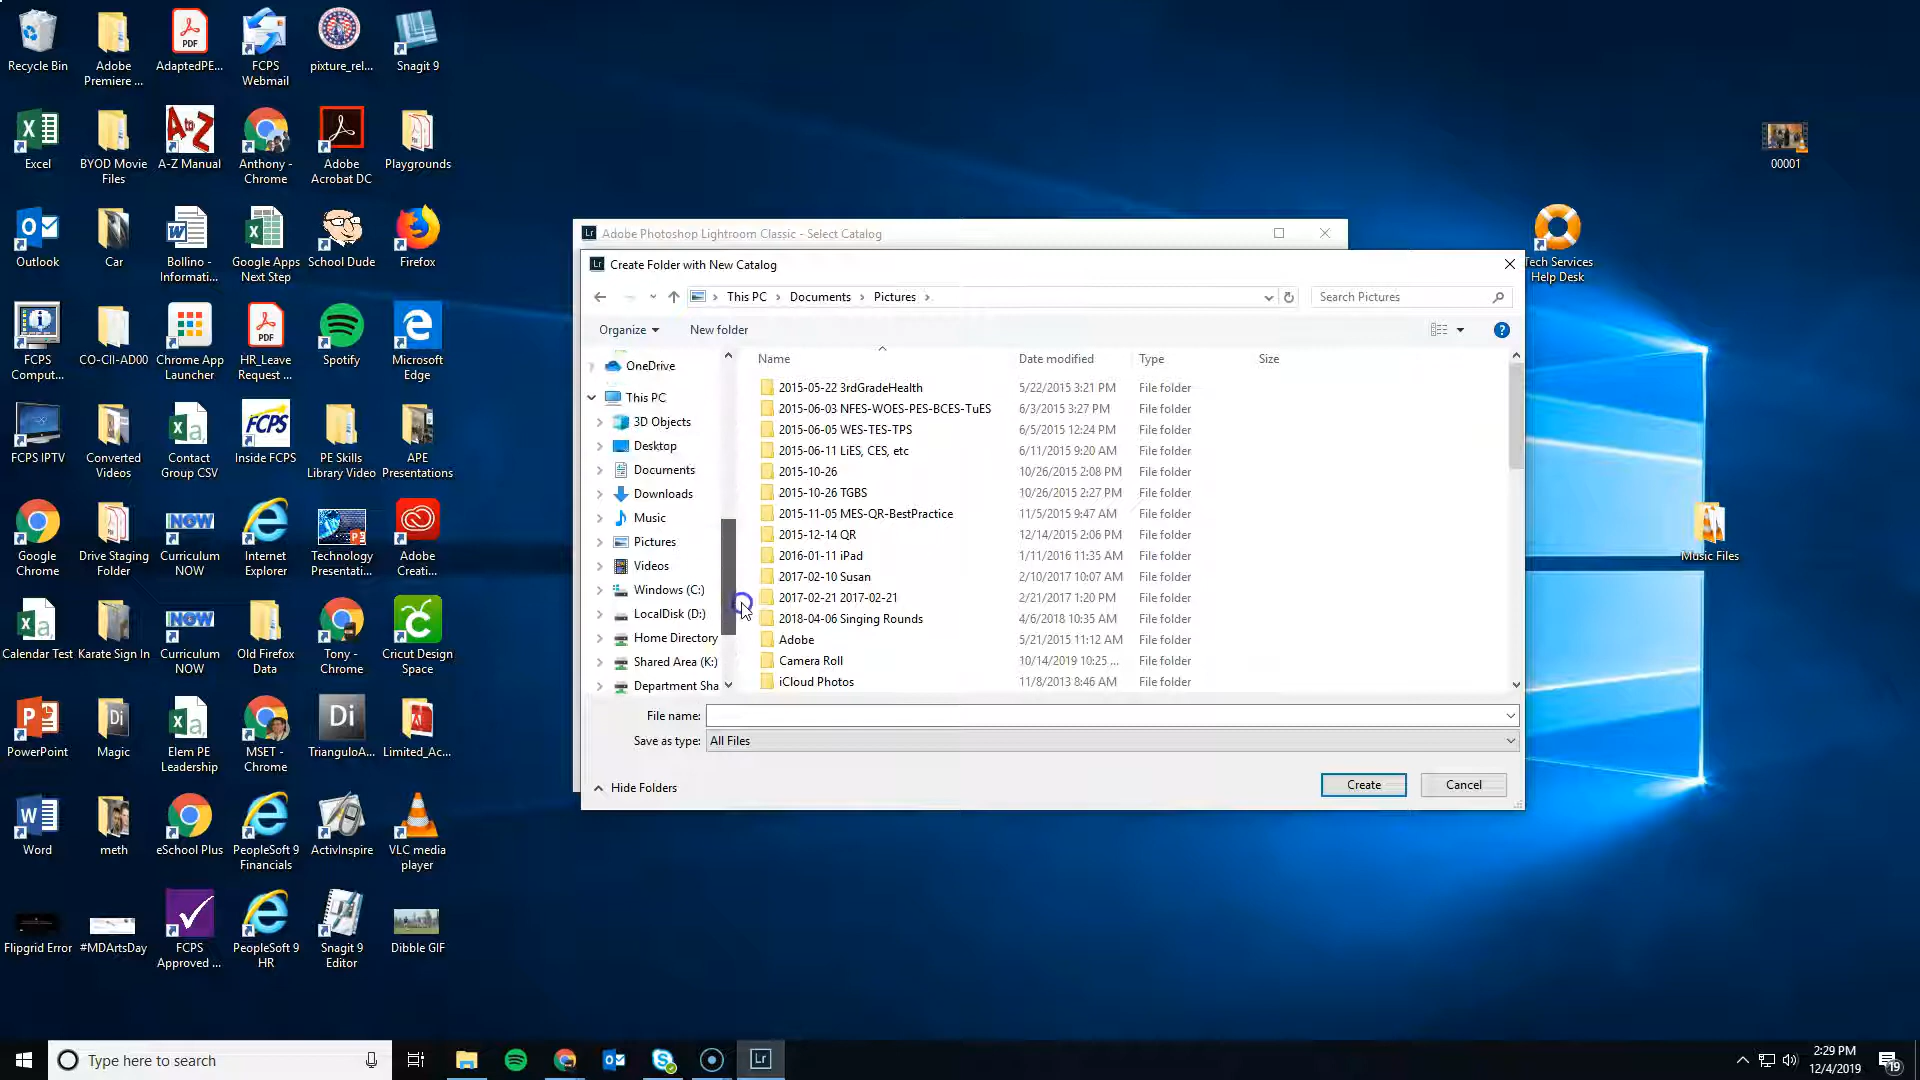 Recycle Bin
Adobe
Premiere ...
AdaptedPE...
FCPS
Webmail
pixture_rel...
Snagit 9
Excel
BYOD Movie
Files
A-Z Manual
Anthony -
Chrome
Adobe
Acrobat DC
Playgrounds
Outlook
Car
Bollino -
Informati...
Google Apps
Next Step
School Dude
Firefox
FCPS
Comput...
CO-CII-AD00
Chrome App
Launcher
HR_Leave
Request ...
Spotify
Microsoft
Edge
FCPS IPTV
Converted
Videos
Contact
Group CSV
Inside FCPS
PE Skills
Library Video
APE
Presentations
Google
Chrome
Drive Staging
Folder
Curriculum
NOW
Internet
Explorer
Technology
Presentati...
Adobe
Creati...
Calendar Test
Karate Sign In
Curriculum
NOW
Old Firefox
Data
Tony -
Chrome
Cricut Design
Space
PowerPoint
Magic
Elem PE
Leadership
MSET -
Chrome
TrianguloA...
Limited_Ac...
Word
meth
eSchool Plus
PeopleSoft 9
Financials
ActivInspire
VLC media
player
Flipgrid Error
#MDArtsDay
FCPS
Approved ...
PeopleSoft 9
HR
Snagit 9
Editor
Dibble GIF
00001
Tech Services
Help Desk
Music Files
Adobe Photoshop Lightroom Classic - Select Catalog
Create Folder with New Catalog
This PC > Documents > Pictures >
Search Pictures
Organize
New folder
OneDrive
This PC
3D Objects
Desktop
Documents
Downloads
Music
Pictures
Videos
Windows (C:)
LocalDisk (D:)
Home Directory
Shared Area (K:)
Department Sha
Name Date modified Type Size
2015-05-22 3rdGradeHealth 5/22/2015 3:21 PM File folder
2015-06-03 NFES-WOES-PES-BCES-TuES 6/3/2015 3:27 PM File folder
2015-06-05 WES-TES-TPS 6/5/2015 12:24 PM File folder
2015-06-11 LiES, CES, etc 6/11/2015 9:20 AM File folder
2015-10-26 10/26/2015 2:08 PM File folder
2015-10-26 TGBS 10/26/2015 2:27 PM File folder
2015-11-05 MES-QR-BestPractice 11/5/2015 9:47 AM File folder
2015-12-14 QR 12/14/2015 2:06 PM File folder
2016-01-11 iPad 1/11/2016 11:35 AM File folder
2017-02-10 Susan 2/10/2017 10:07 AM File folder
2017-02-21 2017-02-21 2/21/2017 1:20 PM File folder
2018-04-06 Singing Rounds 4/6/2018 10:35 AM File folder
Adobe 5/21/2015 11:12 AM File folder
Camera Roll 10/14/2019 10:25 ... File folder
iCloud Photos 11/8/2013 8:46 AM File folder
File name:
Save as type: All Files
Hide Folders
Create
Cancel
Type here to search
Lr
2:29 PM
12/4/2019
19